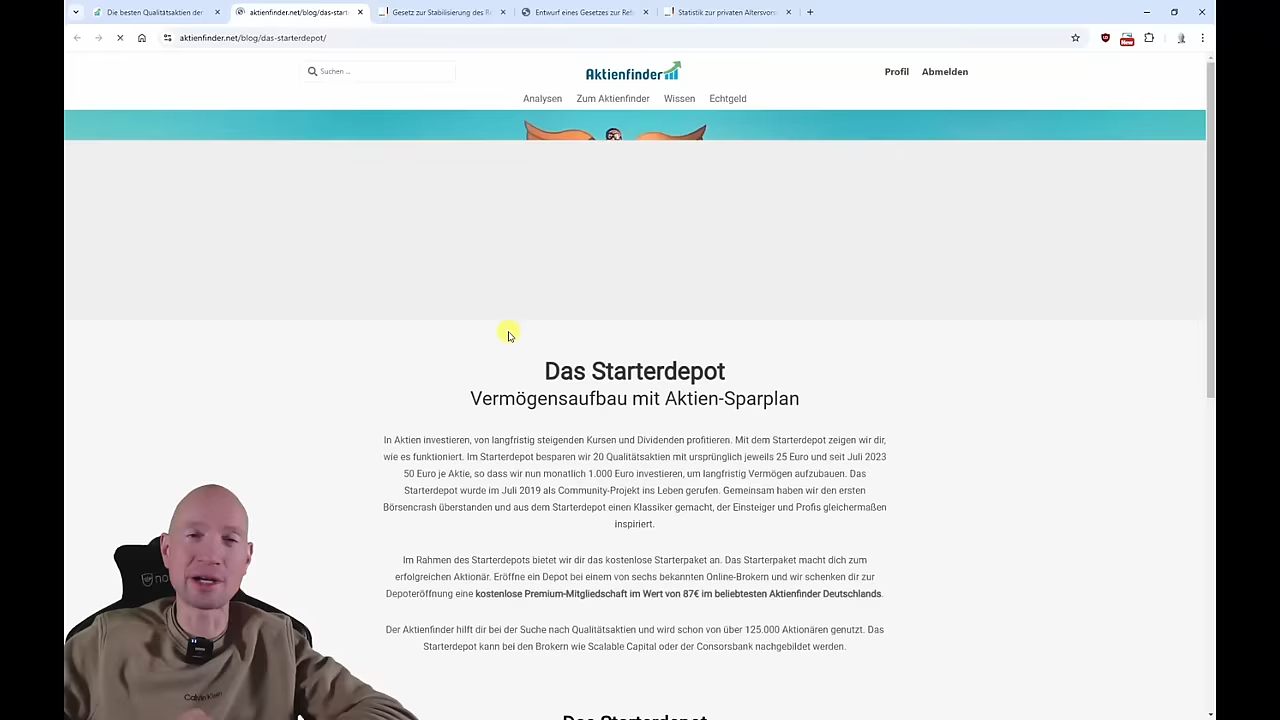 Die besten Qualitätsaktien der
aktienfinder.net/blog/das-start
Gesetz zur Stabilisierung des R
Entwurf eines Gesetzes zur Ref
Statistik zur privaten Altersvors
aktienfinder.net/blog/das-starterdepot/
New
Suchen ...
Aktienfinder
Profil Abmelden
Analysen Zum Aktienfinder Wissen Echtgeld
Das Starterdepot
Vermögensaufbau mit Aktien-Sparplan
In Aktien investieren, von langfristig steigenden Kursen und Dividenden profitieren. Mit dem Starterdepot zeigen wir dir,
wie es funktioniert. Im Starterdepot besparen wir 20 Qualitätsaktien mit ursprünglich jeweils 25 Euro und seit Juli 2023
50 Euro je Aktie, so dass wir nun monatlich 1.000 Euro investieren, um langfristig Vermögen aufzubauen. Das
Starterdepot wurde im Juli 2019 als Community-Projekt ins Leben gerufen. Gemeinsam haben wir den ersten
Börsencrash überstanden und aus dem Starterdepot einen Klassiker gemacht, der Einsteiger und Profis gleichermaßen
inspiriert.
Im Rahmen des Starterdepots bietet wir dir das kostenlose Starterpaket an. Das Starterpaket macht dich zum
erfolgreichen Aktionär. Eröffne ein Depot bei einem von sechs bekannten Online-Brokern und wir schenken dir zur
Depoteröffnung eine kostenlose Premium-Mitgliedschaft im Wert von 87€ im beliebtesten Aktienfinder Deutschlands.
Der Aktienfinder hilft dir bei der Suche nach Qualitätsaktien und wird schon von über 125.000 Aktionären genutzt. Das
Starterdepot kann bei den Brokern wie Scalable Capital oder der Consorsbank nachgebildet werden.
Das Starterdepot
Calvin Klein